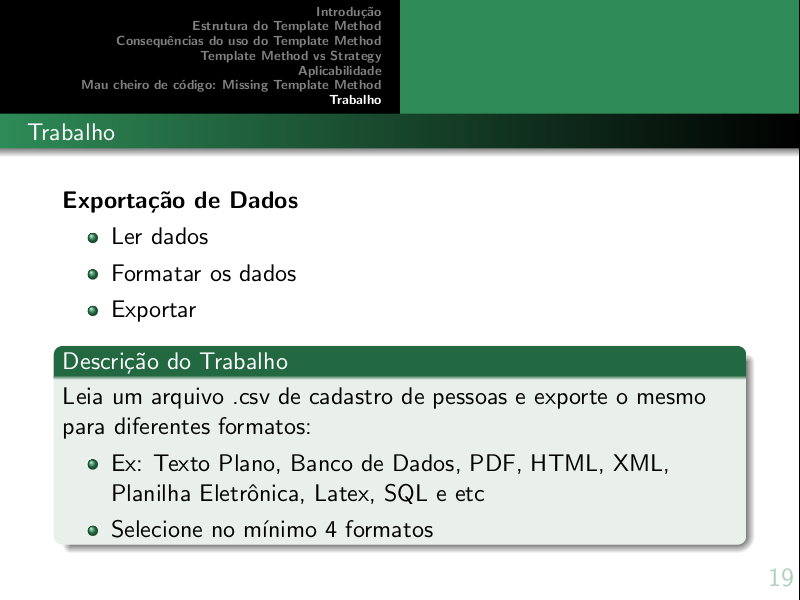 Introdução
Estrutura do Template Method
Consequências do uso do Template Method
Template Method vs Strategy
Aplicabilidade
Mau cheiro de código: Missing Template Method
Trabalho
Trabalho
Exportação de Dados
Ler dados
Formatar os dados
Exportar
Descrição do Trabalho
Leia um arquivo .csv de cadastro de pessoas e exporte o mesmo
para diferentes formatos:
Ex: Texto Plano, Banco de Dados, PDF, HTML, XML,
Planilha Eletrônica, Latex, SQL e etc
Selecione no mínimo 4 formatos
19